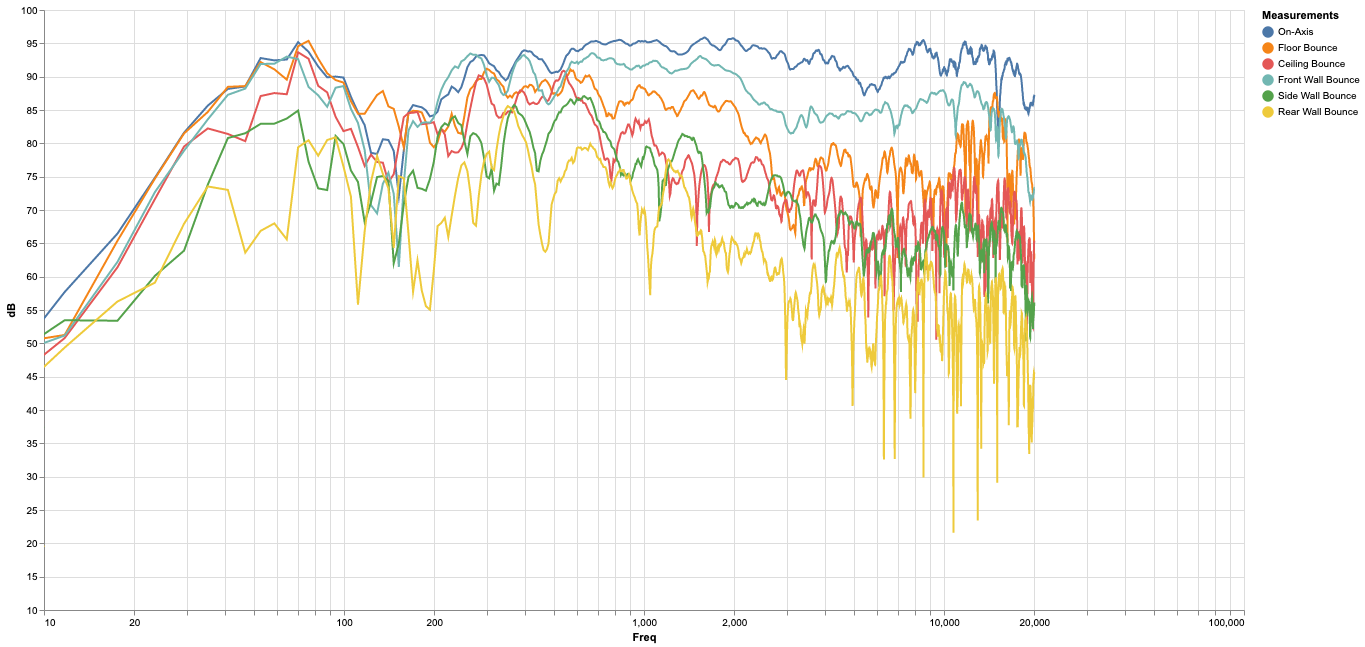 Measurements
On-Axis
Floor Bounce
Ceiling Bounce
Front Wall Bounce
Side Wall Bounce
Rear Wall Bounce
dB
100
95
90
85
80
75
70
65
60
55
50
45
40
35
30
25
20
15
10
10 20 100 200 1,000 2,000 10,000 20,000 100,000
Freq